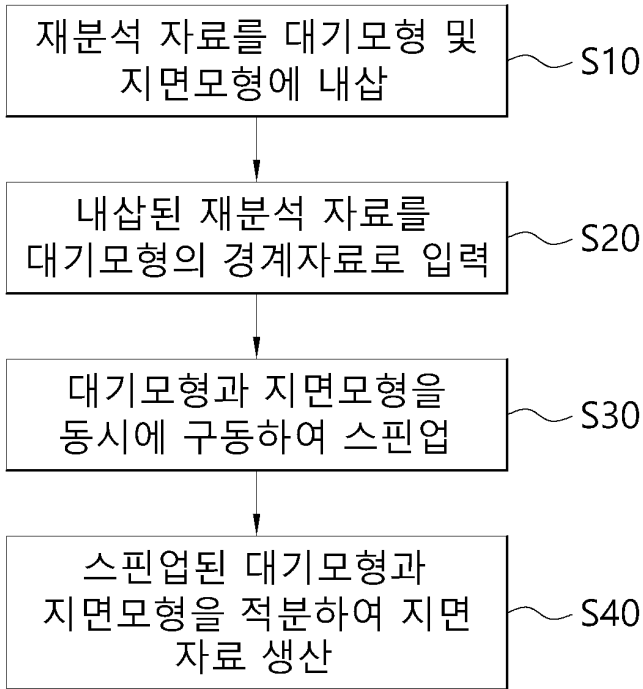 재분석 자료를 대기모형 및
지면모형에 내삽
S10
내삽된 재분석 자료를
대기모형의 경계자료로 입력
S20
대기모형과 지면모형을
동시에 구동하여 스핀업
S30
스핀업된 대기모형과
지면모형을 적분하여 지면
자료 생산
S40